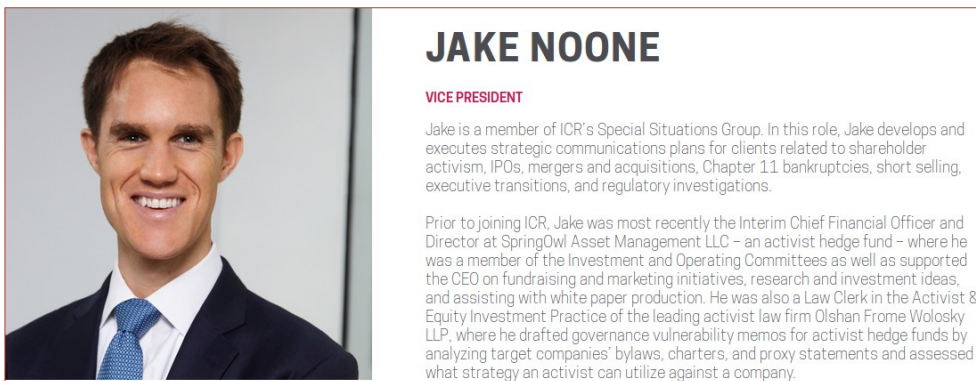 JAKE NOONE
VICE PRESIDENT
Jake is a member of ICR's Special Situations Group. In this role, Jake develops and
executes strategic communications plans for clients related to shareholder
activism, IPOs, mergers and acquisitions, Chapter 11 bankruptcies, short selling,
executive transitions, and regulatory investigations.
Prior to joining ICR, Jake was most recently the Interim Chief Financial Officer and
Director at SpringOwl Asset Management LLC – an activist hedge fund – where he
was a member of the Investment and Operating Committees as well as supported
the CEO on fundraising and marketing initiatives, research and investment ideas,
and assisting with white paper production. He was also a Law Clerk in the Activist &
Equity Investment Practice of the leading activist law firm Olshan Frome Wolosky
LLP, where he drafted governance vulnerability memos for activist hedge funds by
analyzing target companies' bylaws, charters, and proxy statements and assessed
what strategy an activist can utilize against a company.